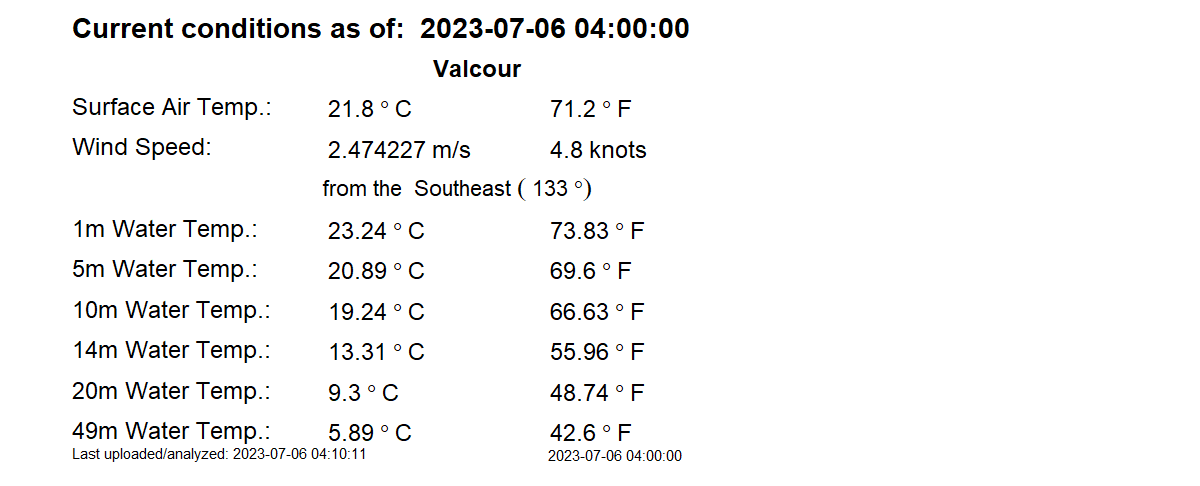 Current conditions as of: 2023-07-06 04:00:00
Valcour
Surface Air Temp.: 21.8 ° C 71.2 ° F
Wind Speed: 2.474227 m/s 4.8 knots
from the Southeast ( 133 °)
1m Water Temp.: 23.24 ° C 73.83 ° F
5m Water Temp.: 20.89 ° C 69.6 ° F
10m Water Temp.: 19.24 ° C 66.63 ° F
14m Water Temp.: 13.31 ° C 55.96 ° F
20m Water Temp.: 9.3 ° C 48.74 ° F
49m Water Temp.: 5.89 ° C 42.6 ° F
Last uploaded/analyzed: 2023-07-06 04:10:11 2023-07-06 04:00:00